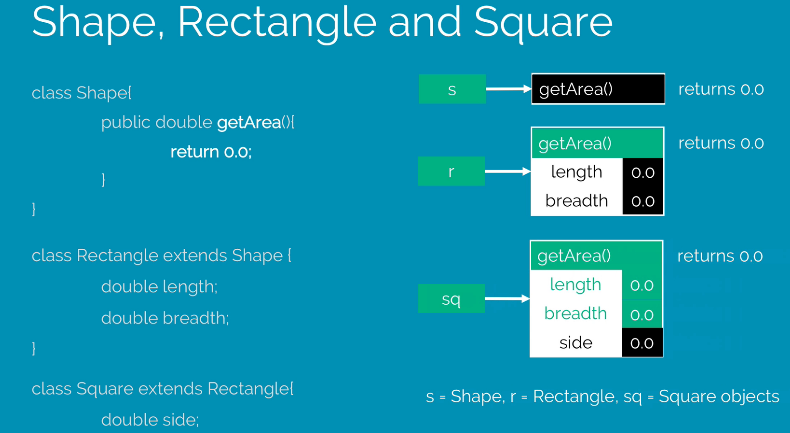 Shape, Rectangle and Square
class Shape{
public double getArea(){
return 0.0;
}
}
class Rectangle extends Shape {
double length;
double breadth;
}
class Square extends Rectangle{
double side;
s
getArea()
returns 0.0
r
getArea()
returns 0.0
length
0.0
breadth
0.0
sq
getArea()
returns 0.0
length
0.0
breadth
0.0
side
0.0
s = Shape, r = Rectangle, sq = Square objects